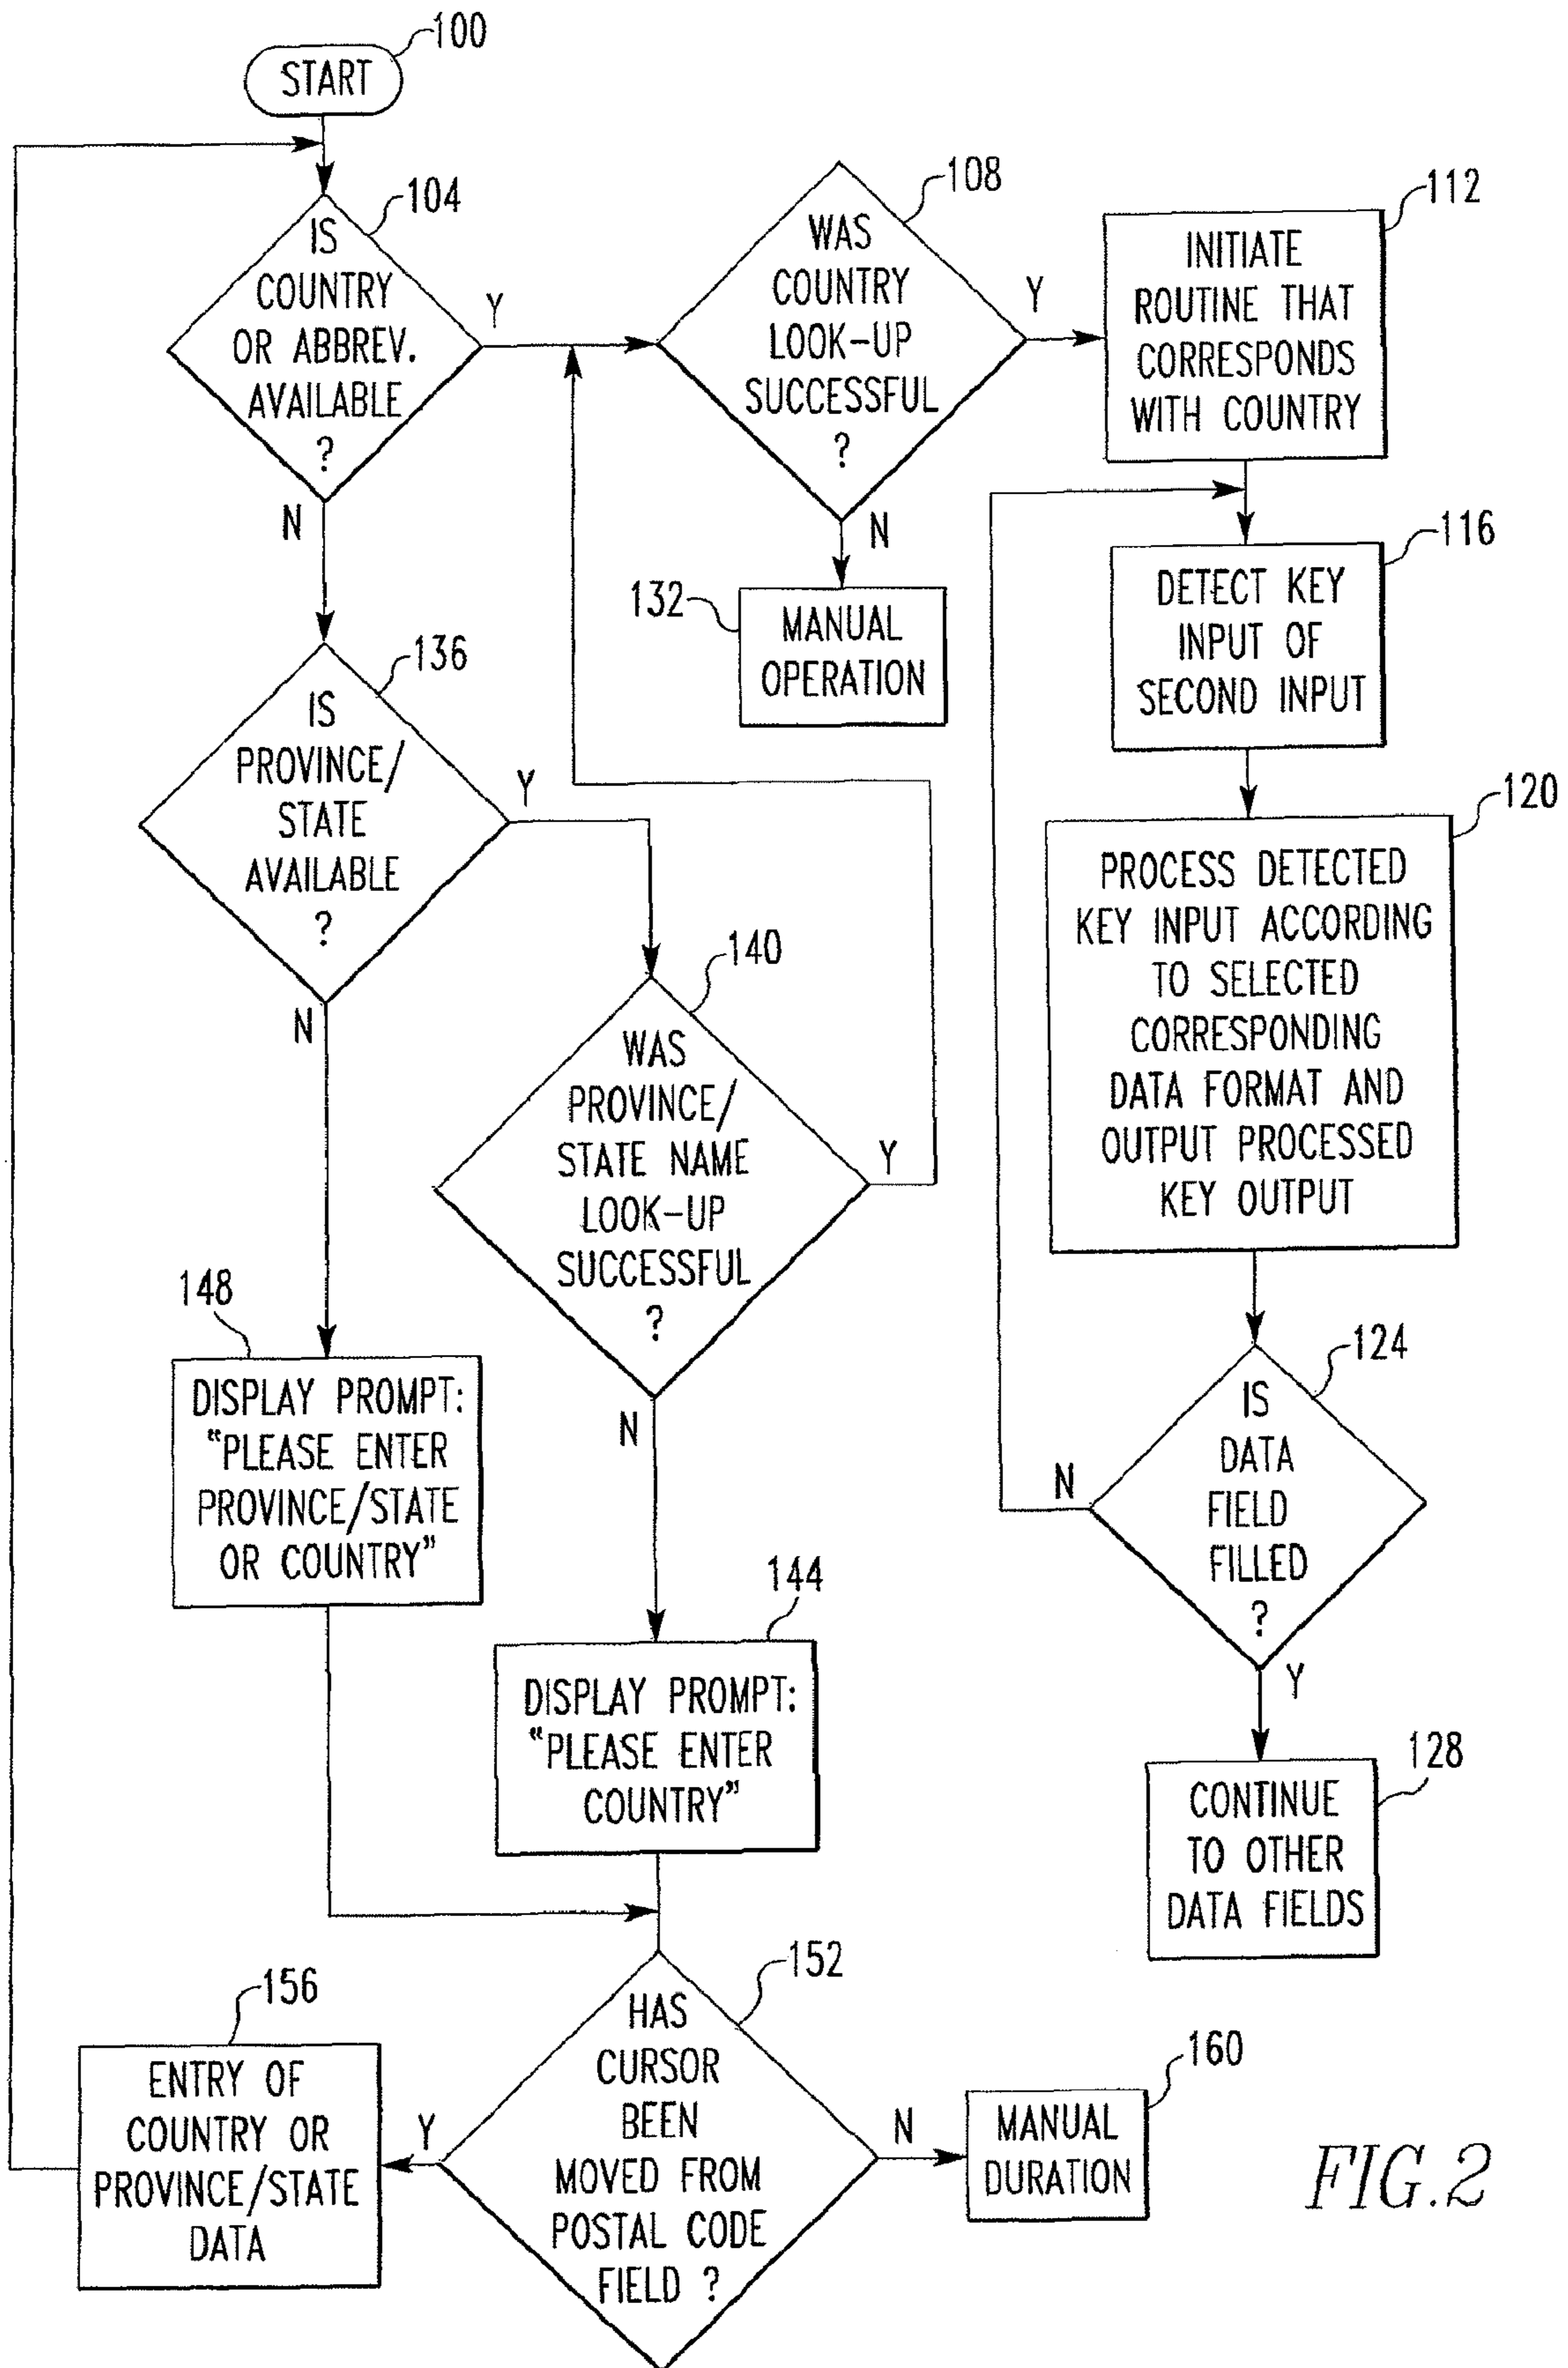 100
START
104
IS
COUNTRY
OR ABBREV.
AVAILABLE
?
Y
N
108
WAS
COUNTRY
LOOK-UP
SUCCESSFUL
?
Y
N
112
INITIATE
ROUTINE THAT
CORRESPONDS
WITH COUNTRY
132
MANUAL
OPERATION
116
DETECT KEY
INPUT OF
SECOND INPUT
136
IS
PROVINCE/
STATE
AVAILABLE
?
Y
N
120
PROCESS DETECTED
KEY INPUT ACCORDING
TO SELECTED
CORRESPONDING
DATA FORMAT AND
OUTPUT PROCESSED
KEY OUTPUT
140
WAS
PROVINCE/
STATE NAME
LOOK-UP
SUCCESSFUL
?
Y
N
148
DISPLAY PROMPT:
"PLEASE ENTER
PROVINCE/STATE
OR COUNTRY"
124
IS
DATA
FIELD
FILLED
?
N
Y
144
DISPLAY PROMPT:
"PLEASE ENTER
COUNTRY"
128
CONTINUE
TO OTHER
DATA FIELDS
152
HAS
CURSOR
BEEN
MOVED FROM
POSTAL CODE
FIELD ?
Y
N
156
ENTRY OF
COUNTRY OR
PROVINCE/STATE
DATA
160
MANUAL
DURATION
FIG.2